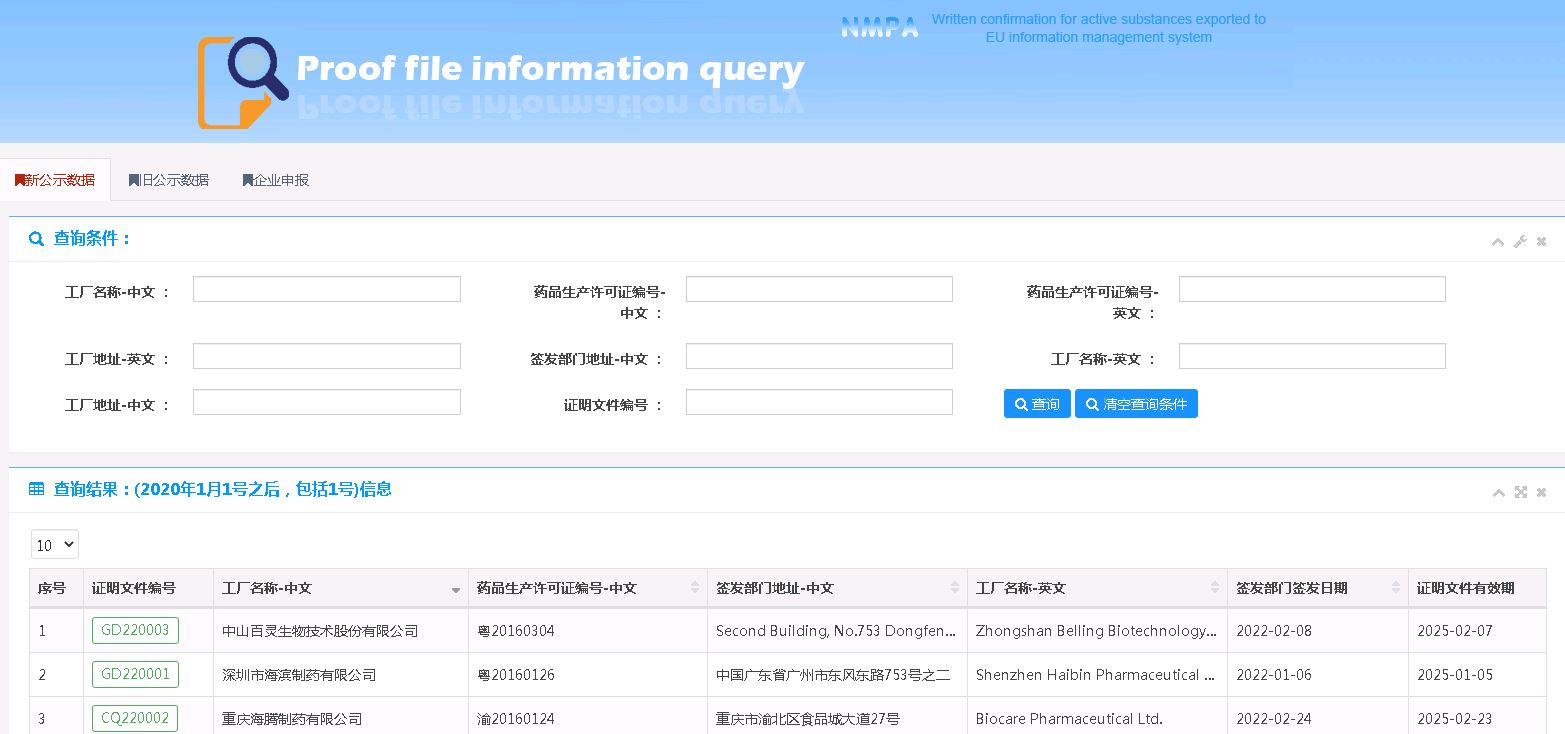 NMPA
Written confirmation for active substances exported to
EU information management system
Proof file information query
新公示数据 旧公示数据 企业申报
查询条件：
工厂名称-中文 ： 药品生产许可证编号- 药品生产许可证编号-
中文 ： 英文 ：
工厂地址-英文 ： 签发部门地址-中文 ： 工厂名称-英文 ：
工厂地址-中文 ： 证明文件编号 ： 查询 清空查询条件
查询结果：(2020年1月1号之后，包括1号)信息
10
序号 证明文件编号 工厂名称-中文 药品生产许可证编号-中文 签发部门地址-中文 工厂名称-英文 签发部门签发日期 证明文件有效期
1 GD220003 中山百灵生物技术股份有限公司 粤20160304 Second Building, No.753 Dongfen... Zhongshan Belling Biotechnology... 2022-02-08 2025-02-07
2 GD220001 深圳市海滨制药有限公司 粤20160126 中国广东省广州市东风东路753号之二 Shenzhen Haibin Pharmaceutical ... 2022-01-06 2025-01-05
3 CQ220002 重庆海腾制药有限公司 渝20160124 重庆市渝北区食品城大道27号 Biocare Pharmaceutical Ltd. 2022-02-24 2025-02-23